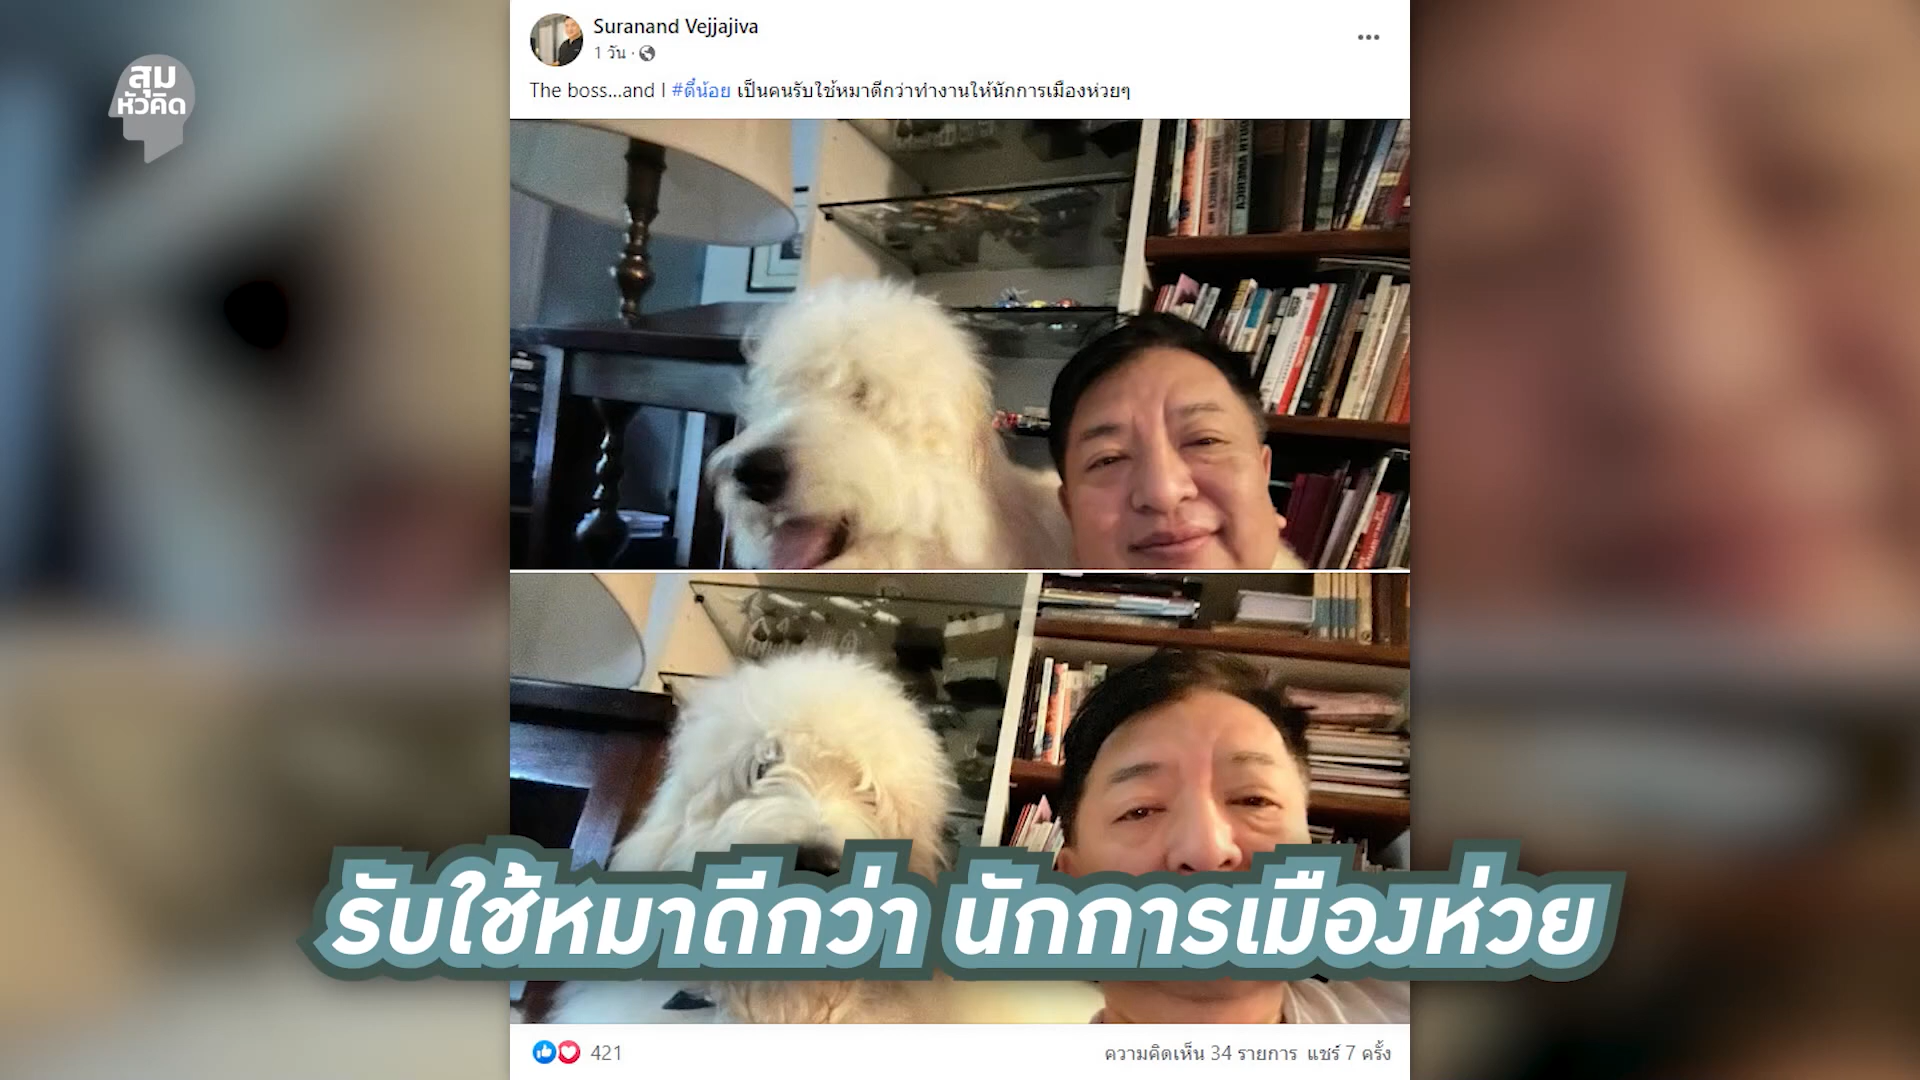 สุม
หัวคิด
Suranand Vejjajiva
1 วัน
The boss...and I #ตี๋น้อย เป็นคนรับใช้หมาดีกว่าทำงานให้นักการเมืองห่วยๆ
รับใช้หมาดีกว่า นักการเมืองห่วย
421
ความคิดเห็น 34 รายการ แชร์ 7 ครั้ง